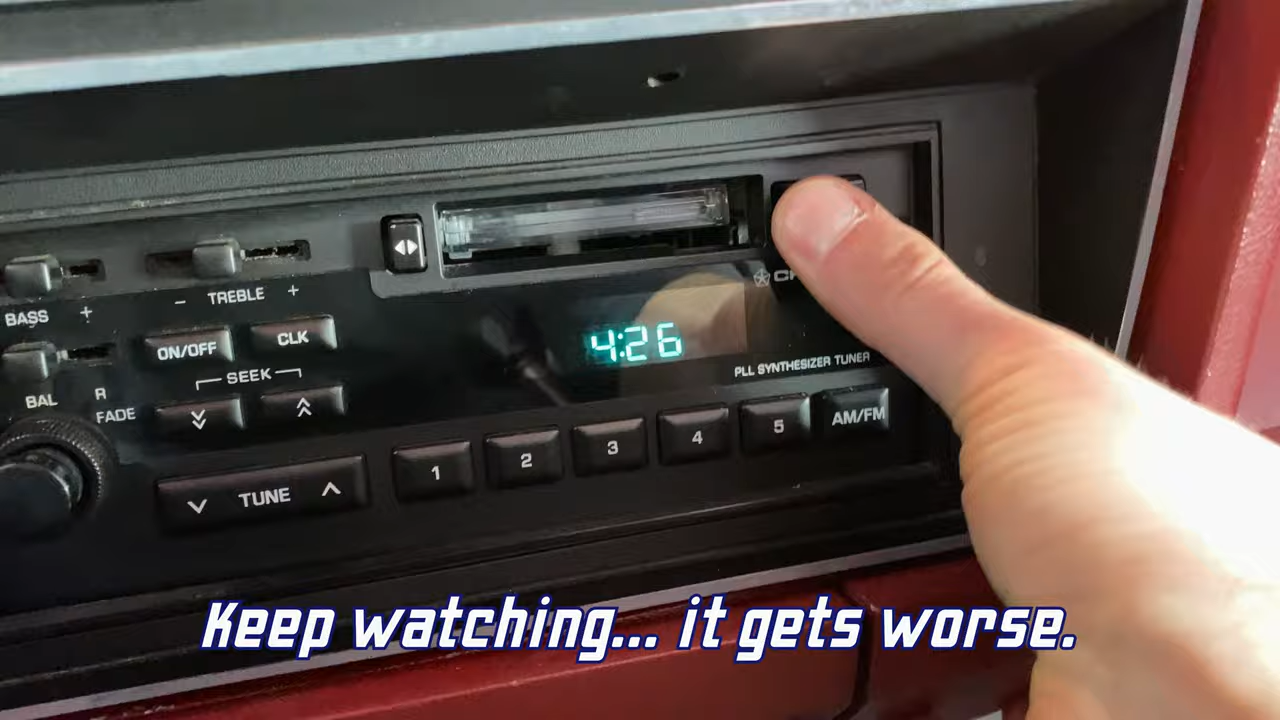 BASS
+
- TREBLE +
ON/OFF
CLK
SEEK
BAL
R
FADE
TUNE
4:26
PLL SYNTHESIZER TUNER
1
2
3
4
5
AM/FM
Keep watching... it gets worse.